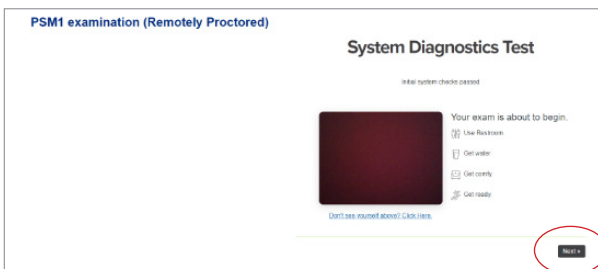 PSM1 examination (Remotely Proctored)
System Diagnostics Test
Initial system checks passed
Your exam is about to begin.
Use Restroom
Get water
Get comfy
Get ready
Don't see yourself above? Click Here.
Next »